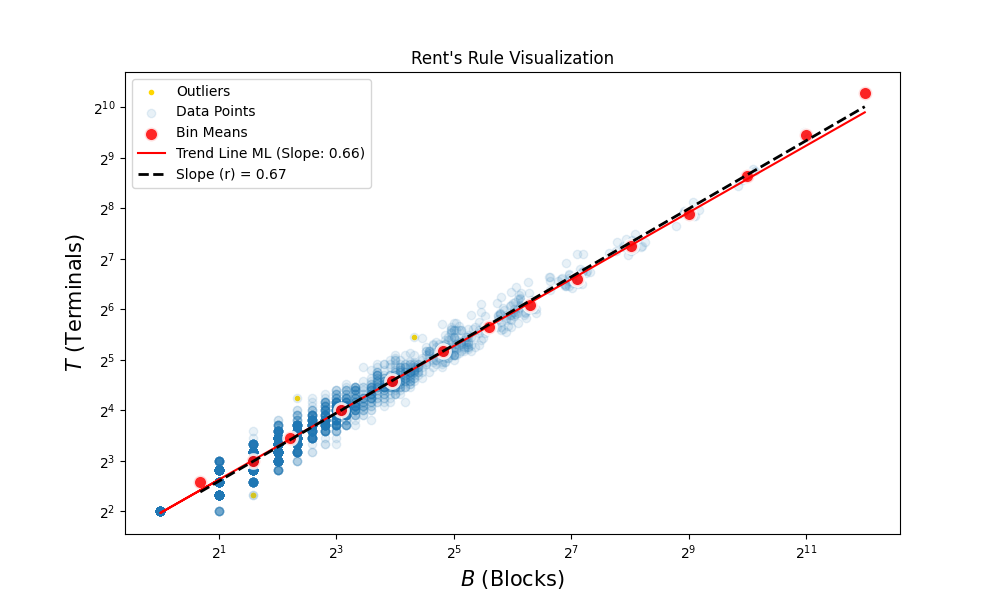 Rent's Rule Visualization
Outliers
Data Points
Bin Means
Trend Line ML (Slope: 0.66)
Slope (r) = 0.67
2^10
2^9
2^8
2^7
2^6
2^5
2^4
2^3
2^2
T (Terminals)
2^1
2^3
2^5
2^7
2^9
2^11
B (Blocks)